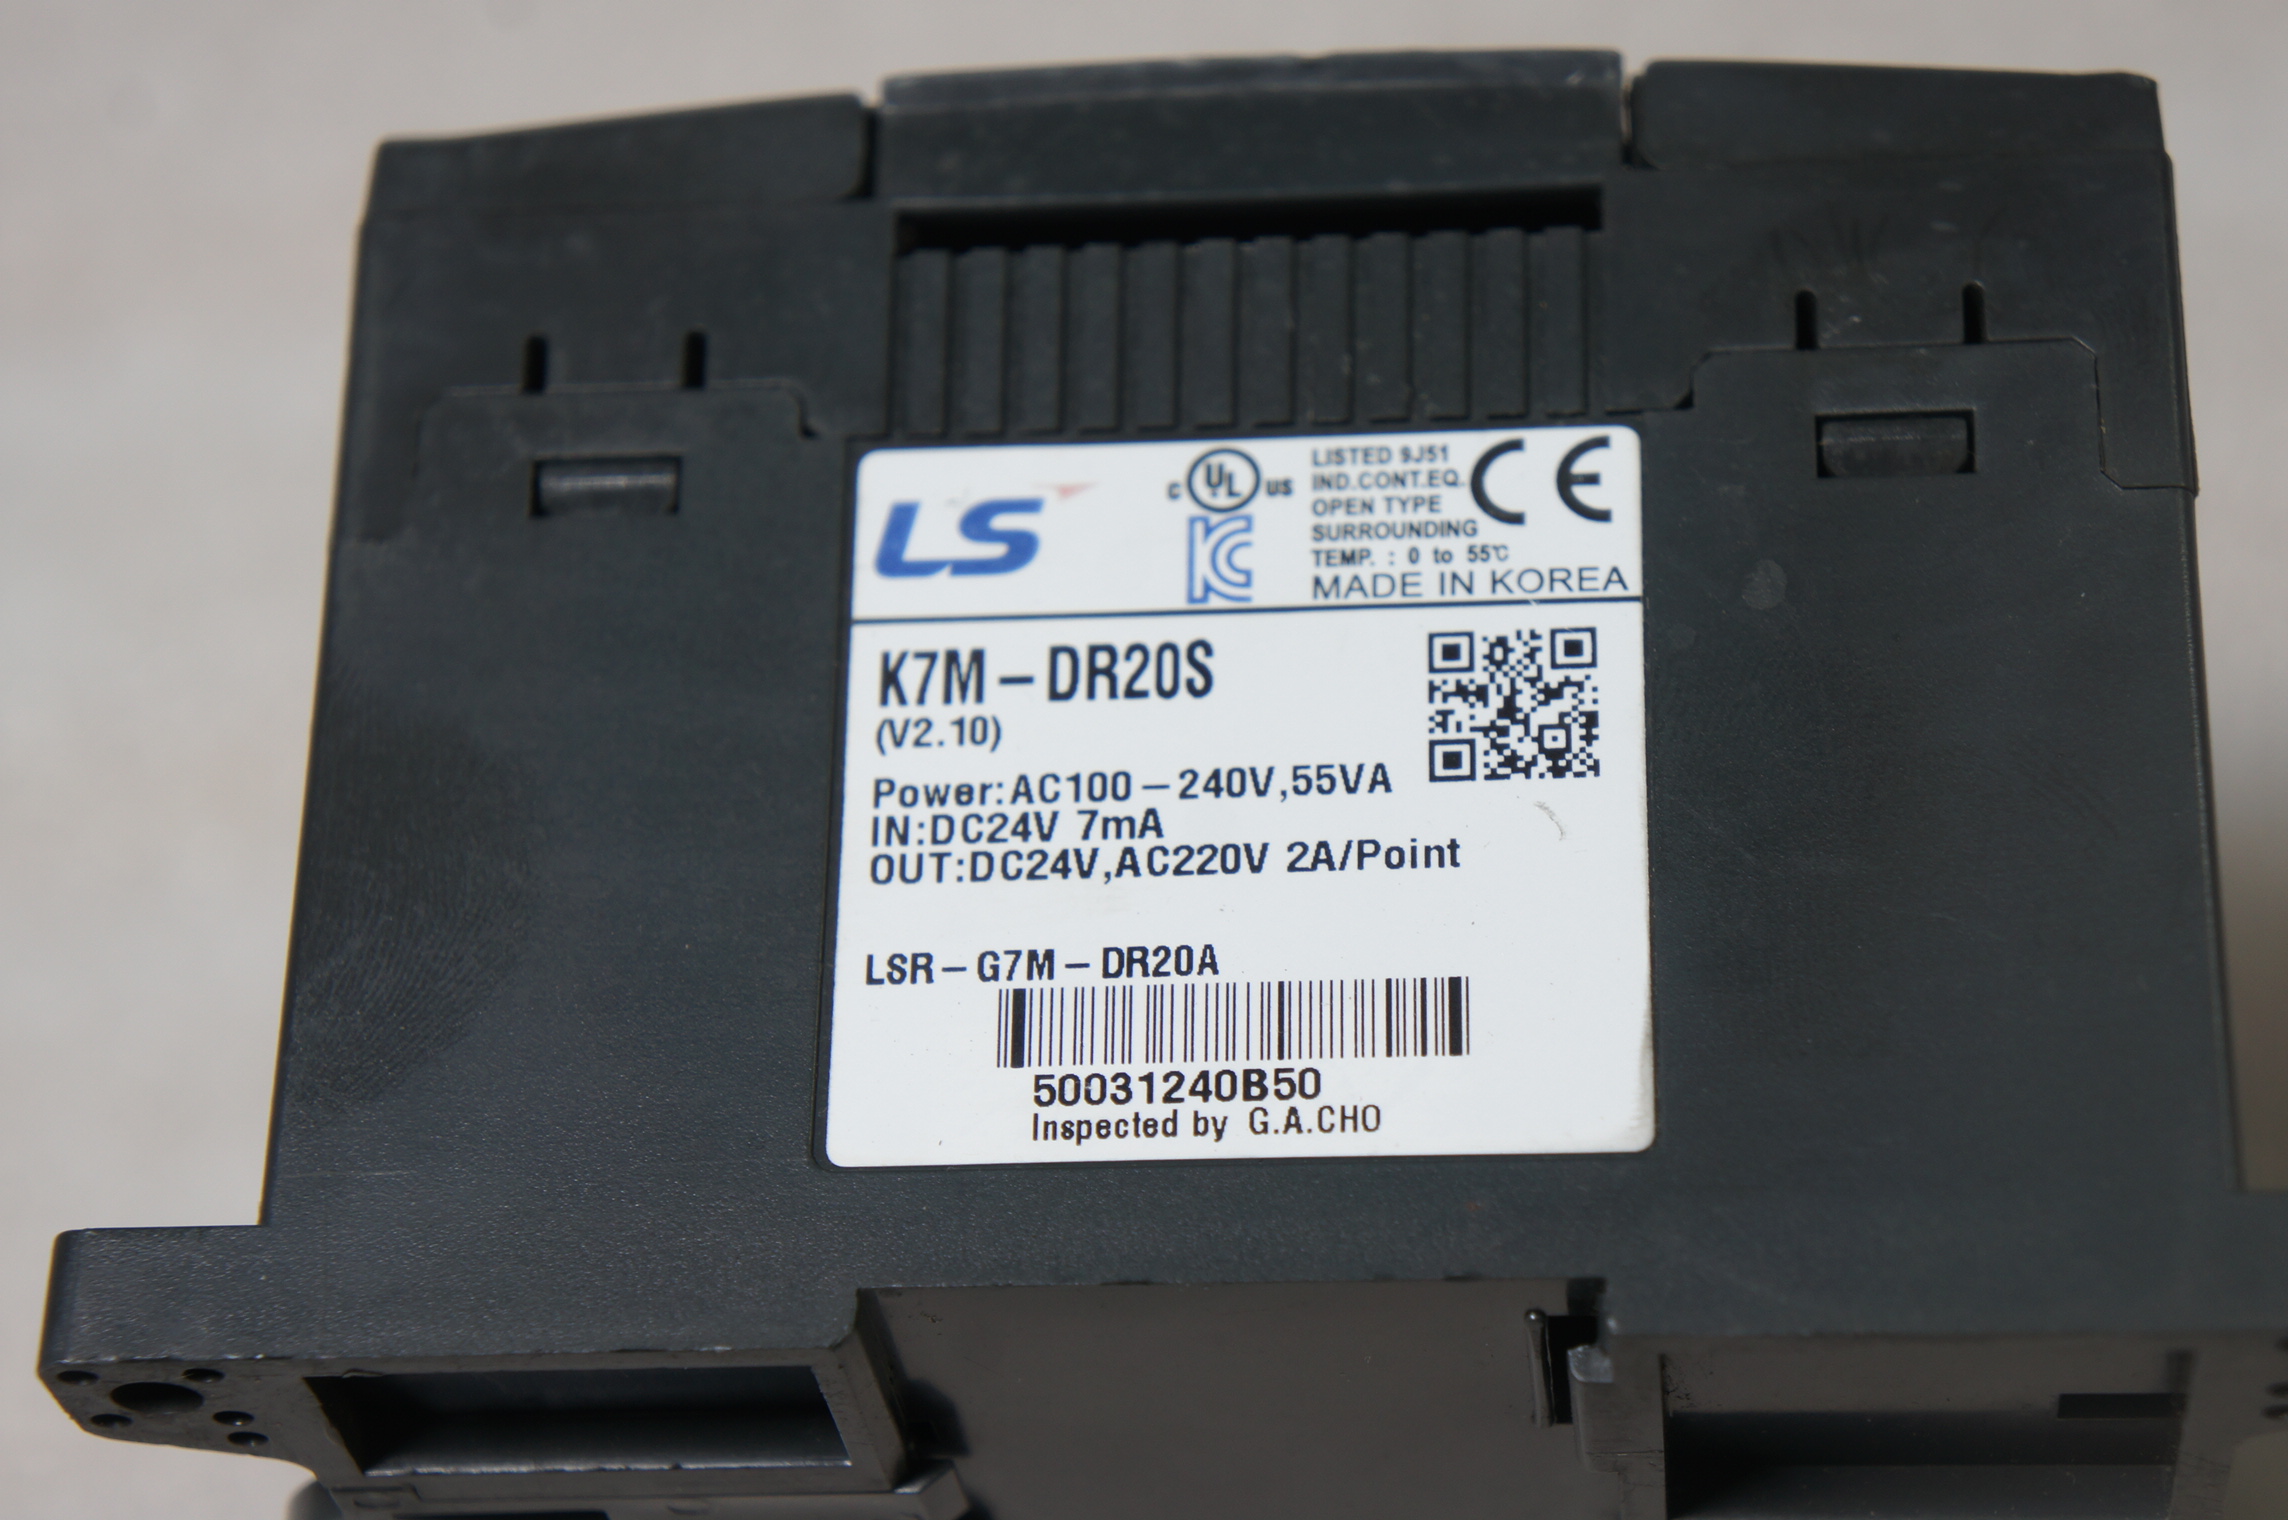 LS
C UL US
LISTED 9J51
IND.CONT.EQ.
OPEN TYPE
SURROUNDING
TEMP. : 0 to 55℃
CE
KC
MADE IN KOREA
K7M-DR20S
(V2.10)
Power:AC100-240V,55VA
IN:DC24V 7mA
OUT:DC24V,AC220V 2A/Point
LSR-G7M-DR20A
50031240B50
Inspected by G.A.CHO